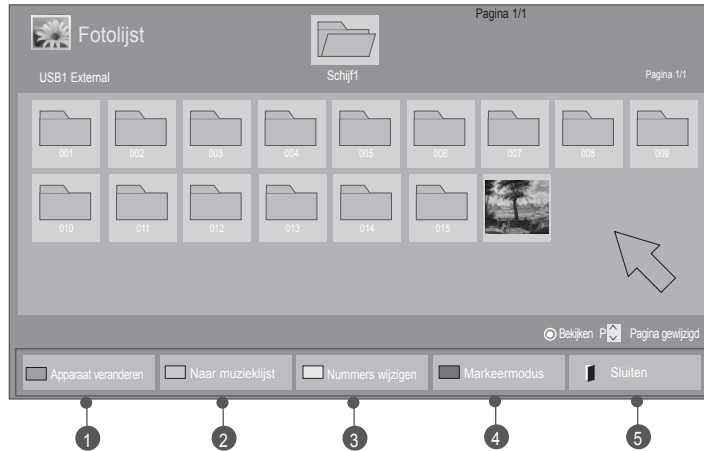 Pagina 1/1
Fotolijst
USB1 External
Schijf1
Pagina 1/1
001 002 003 004 005 006 007 008 009
010 011 012 013 014 015
Bekijken P Pagina gewijzigd
Apparaat veranderen Naar muzieklijst Nummers wijzigen Markeermodus Sluiten
1 2 3 4 5